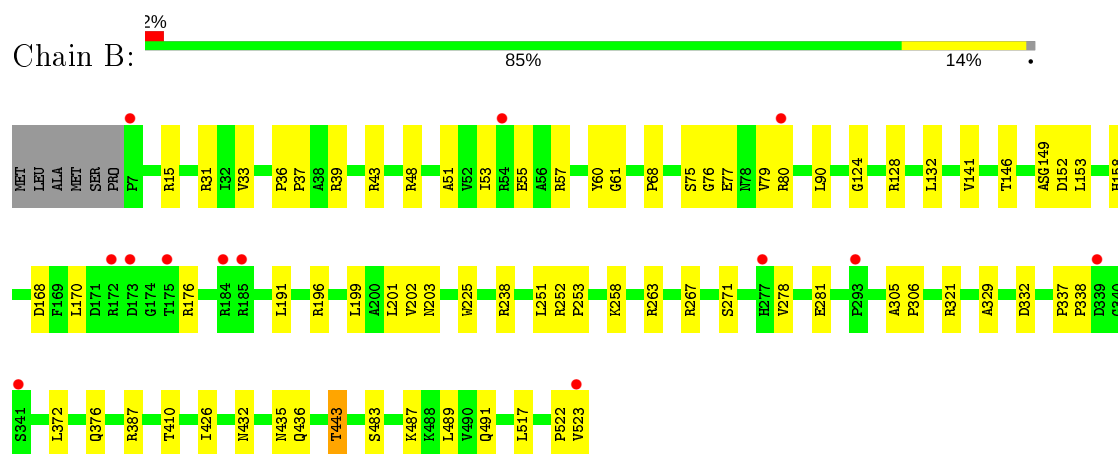 2%
Chain B:
85% 14% •
MET LEU ALA MET SER PRO P7 R15 R31 I32 V33 P36 P37 A38 R39 R43 R48 A51 V52 I53 R54 E55 A56 R57 Y60 G61 P68 S75 G76 E77 N78 V79 R80 L90 G124 R128 L132 V141 T146 ASG149 D152 L153
D168 F169 L170 D171 R172 D173 G174 T175 R176 R184 R185 L191 R196 L199 A200 L201 V202 N203 W225 R238 L251 R252 P253 K258 R263 R267 S271 H277 V278 E281 P293 A305 P306 R321 A329 D332 P337 P338 D339 G340
S341 L372 Q376 R387 T410 I426 N432 N435 Q436 T443 S483 K487 K488 L489 V490 Q491 L517 P522 V523